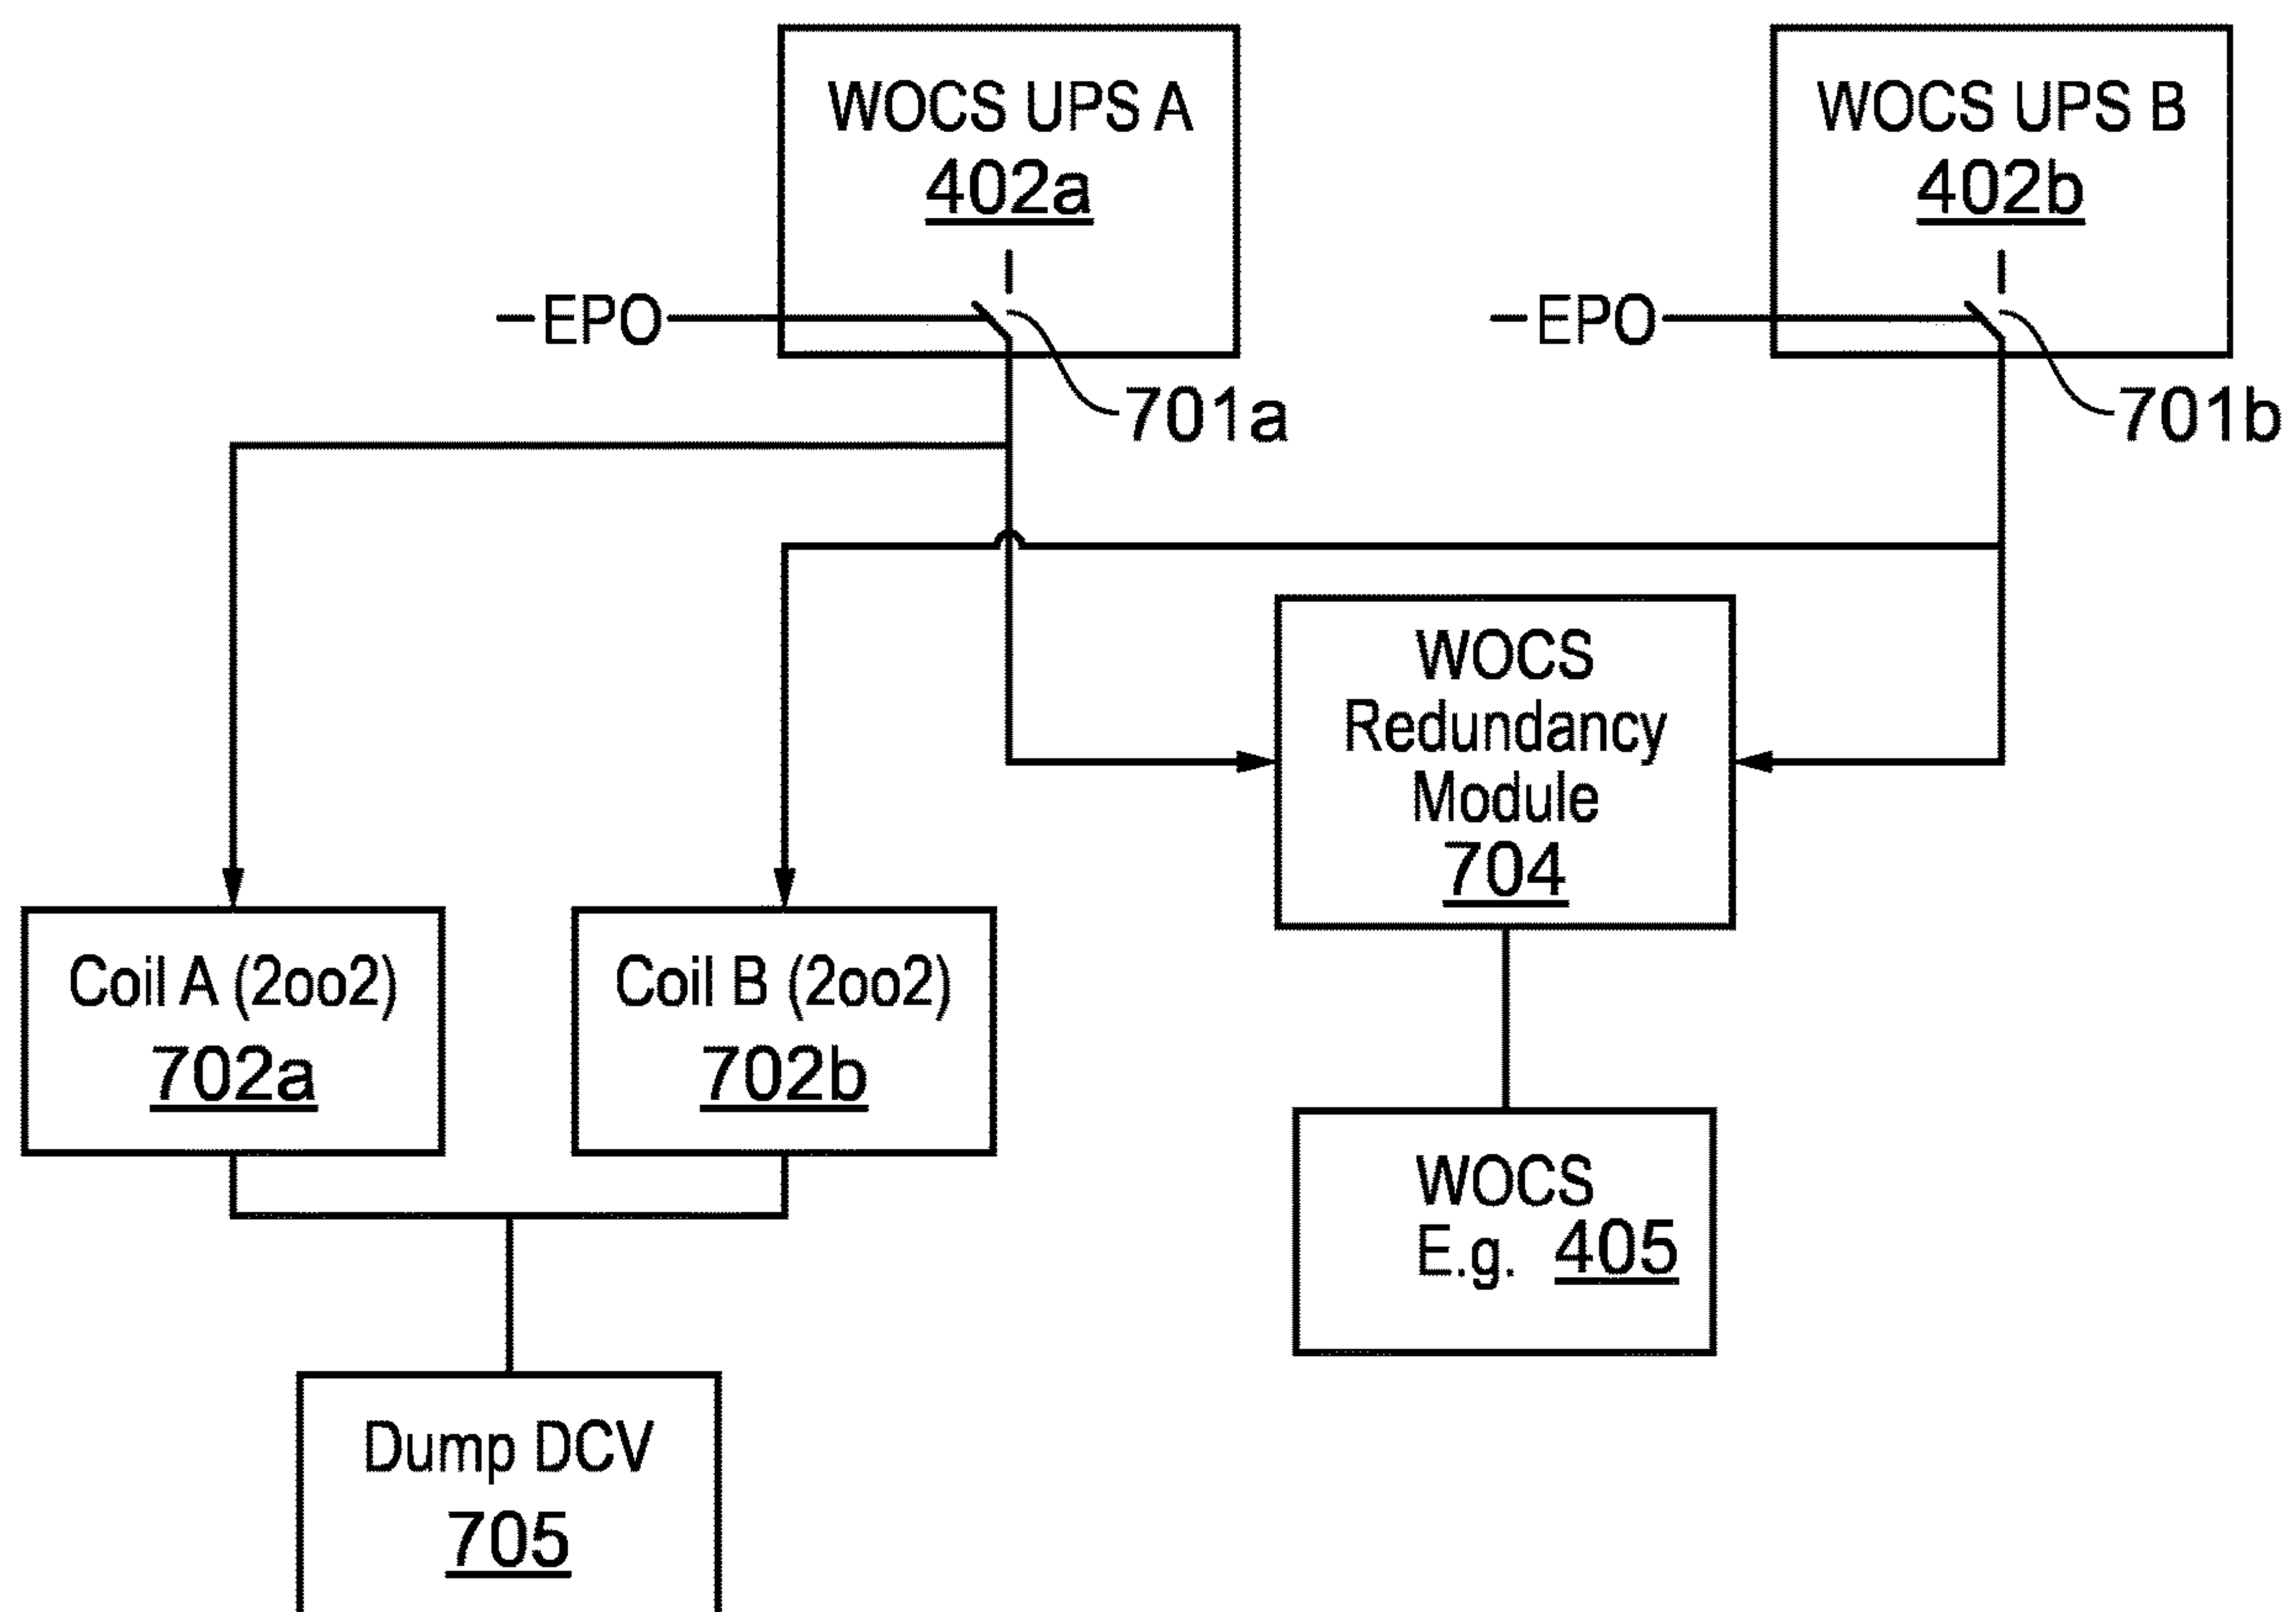 WOCS UPS A
402a
WOCS UPS B
402b
EPO
701a
EPO
701b
WOCS
Redundancy
Module
704
Coil A (2oo2)
702a
Coil B (2oo2)
702b
WOCS
E.g. 405
Dump DCV
705